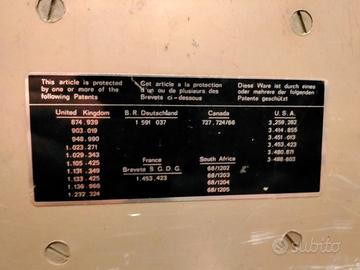 This article is protected
by one or more of the
following Patents
Cet article a la protection
d'un ou de plusieurs des
Brevets ci-dessous
Diese Ware ist durch eines
oder mehrere der folgenden
Patente geschützt
United Kingdom
874.939
903.019
948.990
1.023.271
1.029.343
1.105.425
1.131.349
1.133.425
1.136.966
1.232.324
B.R. Deutschland
1 591 037
France
Brevets S.G.D.G.
1.453.423
Canada
727.724/66
South Africa
68/1202
68/1203
68/1204
68/1205
U.S.A.
3.259.262
3.414.855
3.451.013
3.453.423
3.480.871
3.488.603
subito